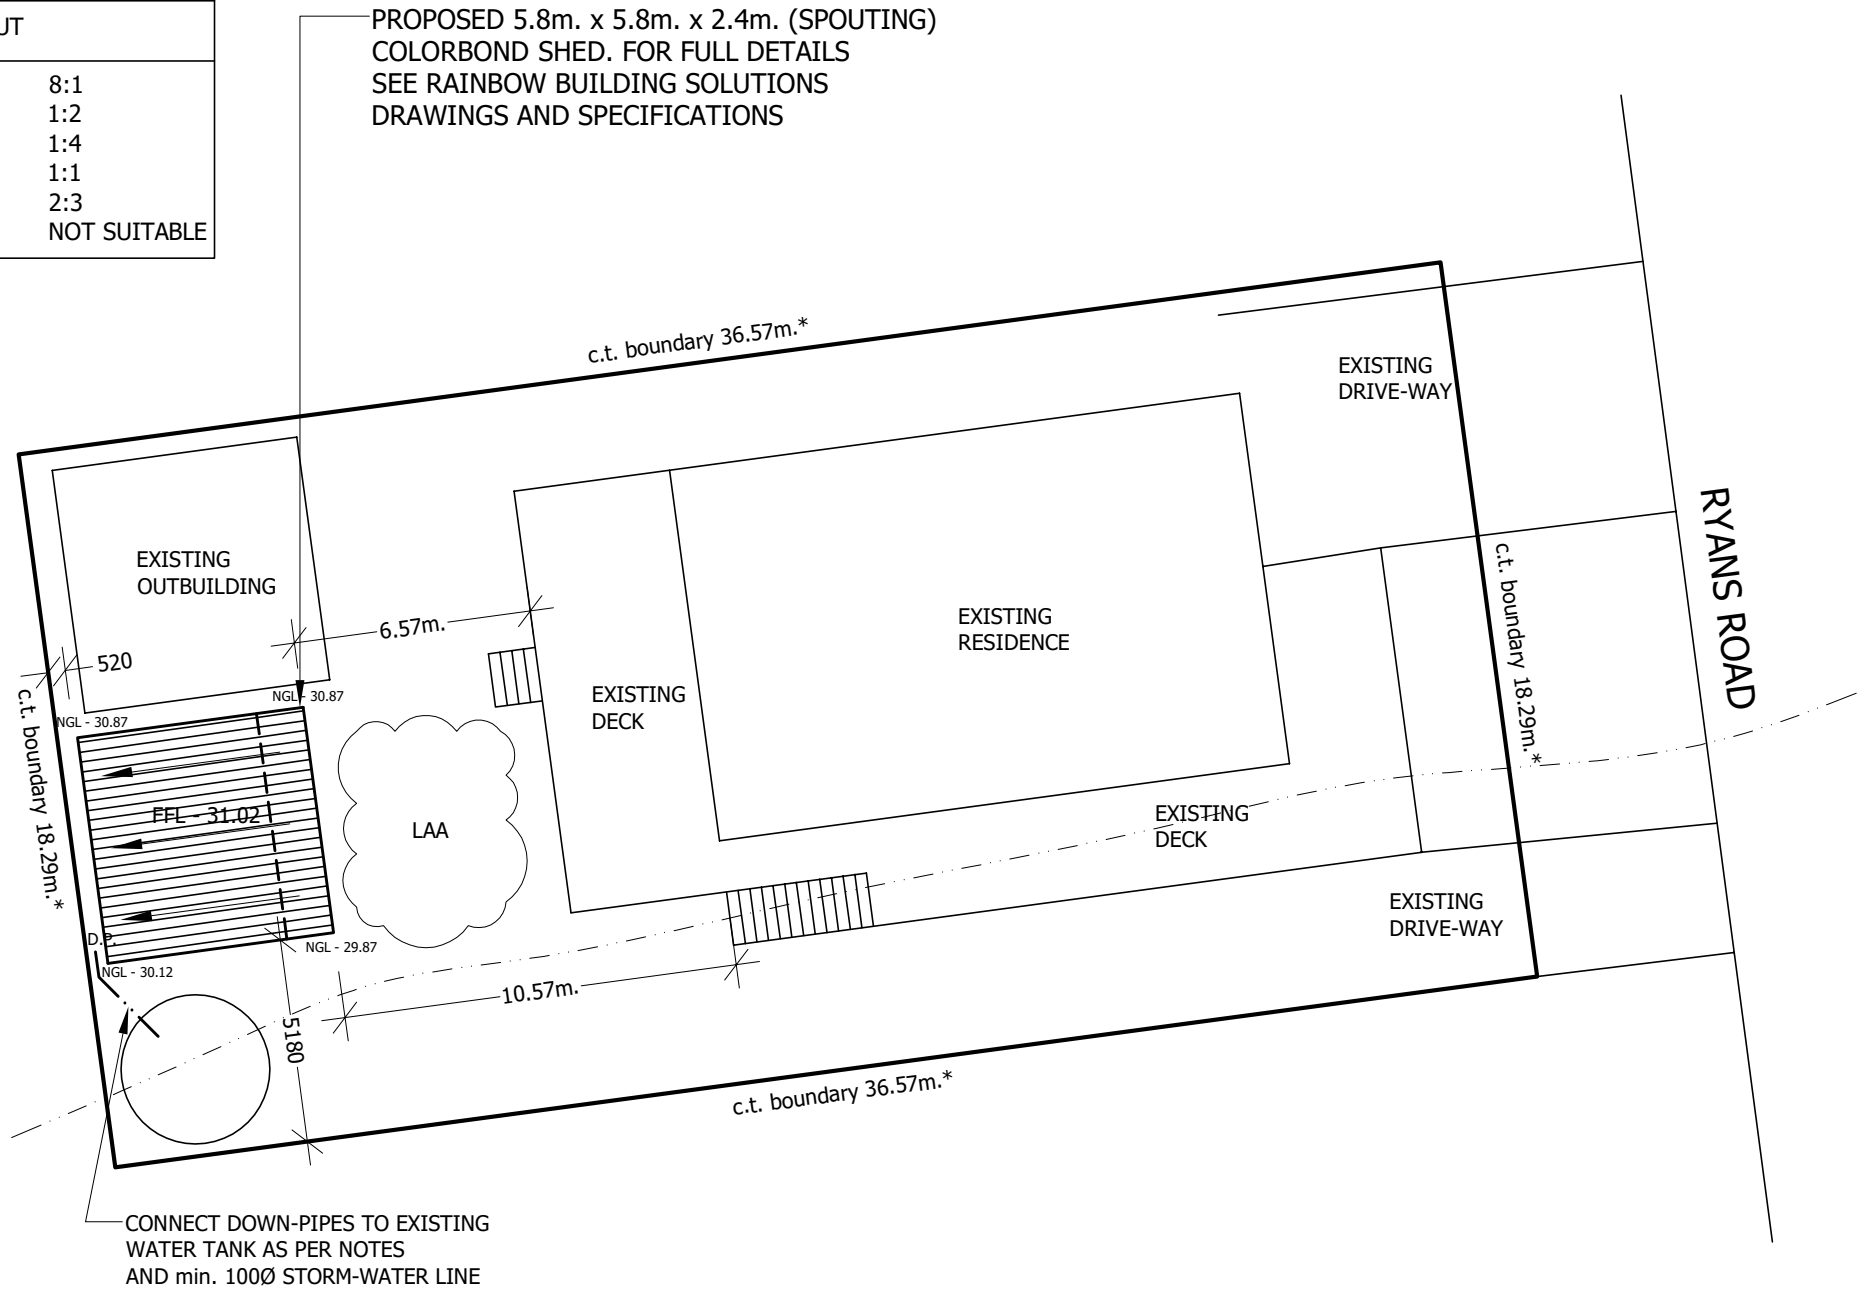 UT
8:1
1:2
1:4
1:1
2:3
NOT SUITABLE
PROPOSED 5.8m. x 5.8m. x 2.4m. (SPOUTING)
COLORBOND SHED. FOR FULL DETAILS
SEE RAINBOW BUILDING SOLUTIONS
DRAWINGS AND SPECIFICATIONS
c.t. boundary 36.57m.*
EXISTING
DRIVE-WAY
RYANS ROAD
c.t. boundary 18.29m.*
EXISTING
OUTBUILDING
6.57m.
520
EXISTING
RESIDENCE
EXISTING
DECK
NGL - 30.87
NGL - 30.87
c.t. boundary 18.29m.*
FFL - 31.02
LAA
EXISTING
DECK
EXISTING
DRIVE-WAY
D.P.
NGL - 29.87
NGL - 30.12
10.57m.
5180
c.t. boundary 36.57m.*
CONNECT DOWN-PIPES TO EXISTING
WATER TANK AS PER NOTES
AND min. 100Ø STORM-WATER LINE